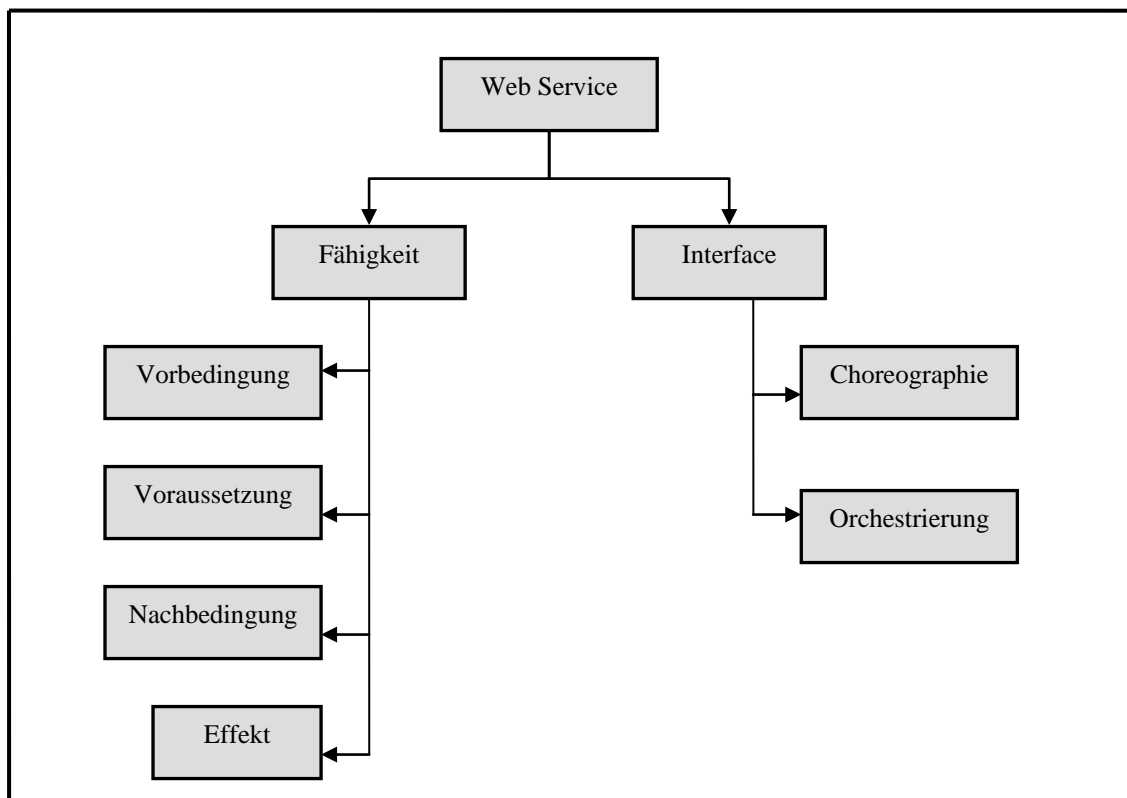 Web Service
Fähigkeit
Interface
Vorbedingung
Choreographie
Voraussetzung
Orchestrierung
Nachbedingung
Effekt